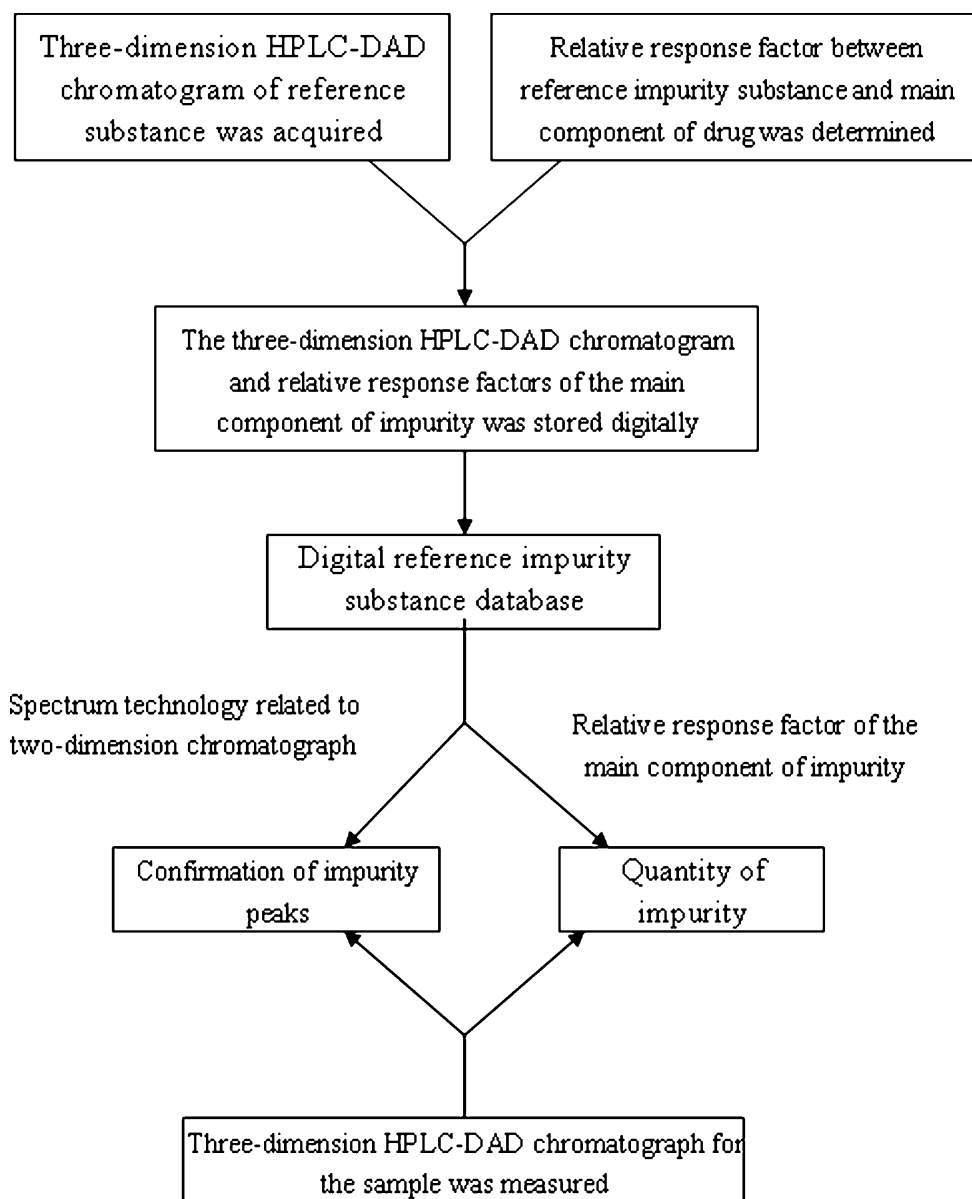 Three-dimension HPLC-DAD
chromatogram of reference
substance was acquired
Relative response factor between
reference impurity substance and main
component of drug was determined
The three-dimension HPLC-DAD chromatogram
and relative response factors of the main
component of impurity was stored digitally
Digital reference impurity
substance database
Spectrum technology related to
two-dimension chromatograph
Relative response factor of the
main component of impurity
Confirmation of impurity
peaks
Quantity of
impurity
Three-dimension HPLC-DAD chromatograph for
the sample was measured